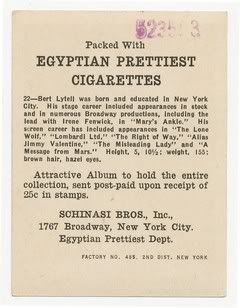 Packed With
EGYPTIAN PRETTIEST
CIGARETTES
22—Bert Lytell was born and educated in New York
City. His stage career included appearances in stock
and in numerous Broadway productions, including the
lead with Irene Fenwick, in "Mary's Ankle." His
screen career has included appearances in "The Lone
Wolf," "Lombardi Ltd," "The Right of Way," "Alias
Jimmy Valentine," "The Misleading Lady" and "A
Message from Mars." Height, 5, 10½; weight, 155;
brown hair, hazel eyes.
Attractive Album to hold the entire
collection, sent post-paid upon receipt of
25c in stamps.
SCHINASI BROS., Inc.,
1767 Broadway, New York City.
Egyptian Prettiest Dept.
FACTORY NO. 485. 2ND DIST. NEW YORK